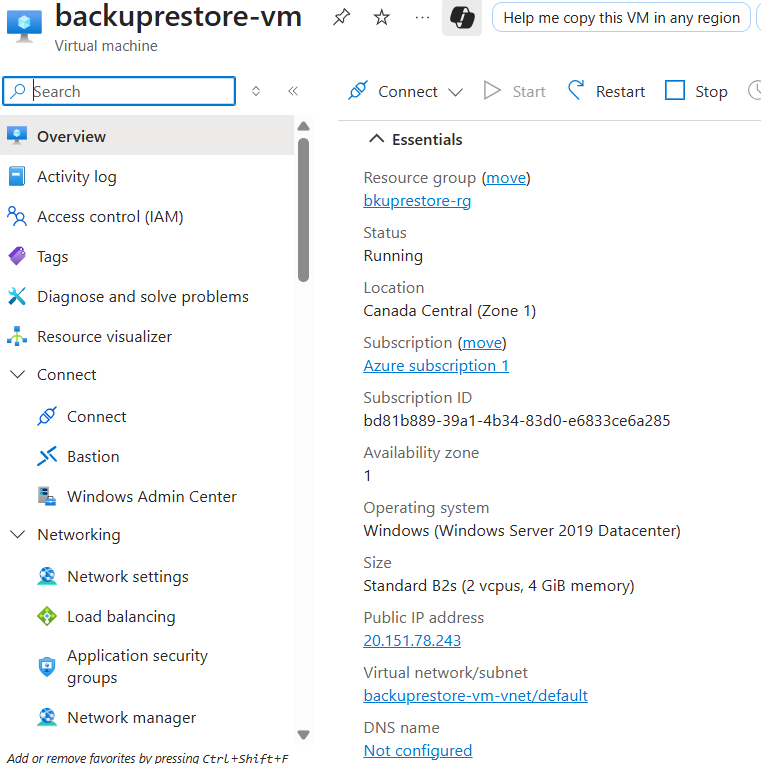 backuprestore-vm
Help me copy this VM in any region
Virtual machine
Search
Overview
Activity log
Access control (IAM)
Tags
Diagnose and solve problems
Resource visualizer
Connect
Connect
Bastion
Windows Admin Center
Networking
Network settings
Load balancing
Application security
groups
Network manager
Add or remove favorites by pressing Ctrl+Shift+F
Connect Start Restart Stop
Essentials
Resource group (move)
bkuprestore-rg
Status
Running
Location
Canada Central (Zone 1)
Subscription (move)
Azure subscription 1
Subscription ID
bd81b889-39a1-4b34-83d0-e6833ce6a285
Availability zone
1
Operating system
Windows (Windows Server 2019 Datacenter)
Size
Standard B2s (2 vcpus, 4 GiB memory)
Public IP address
20.151.78.243
Virtual network/subnet
backuprestore-vm-vnet/default
DNS name
Not configured